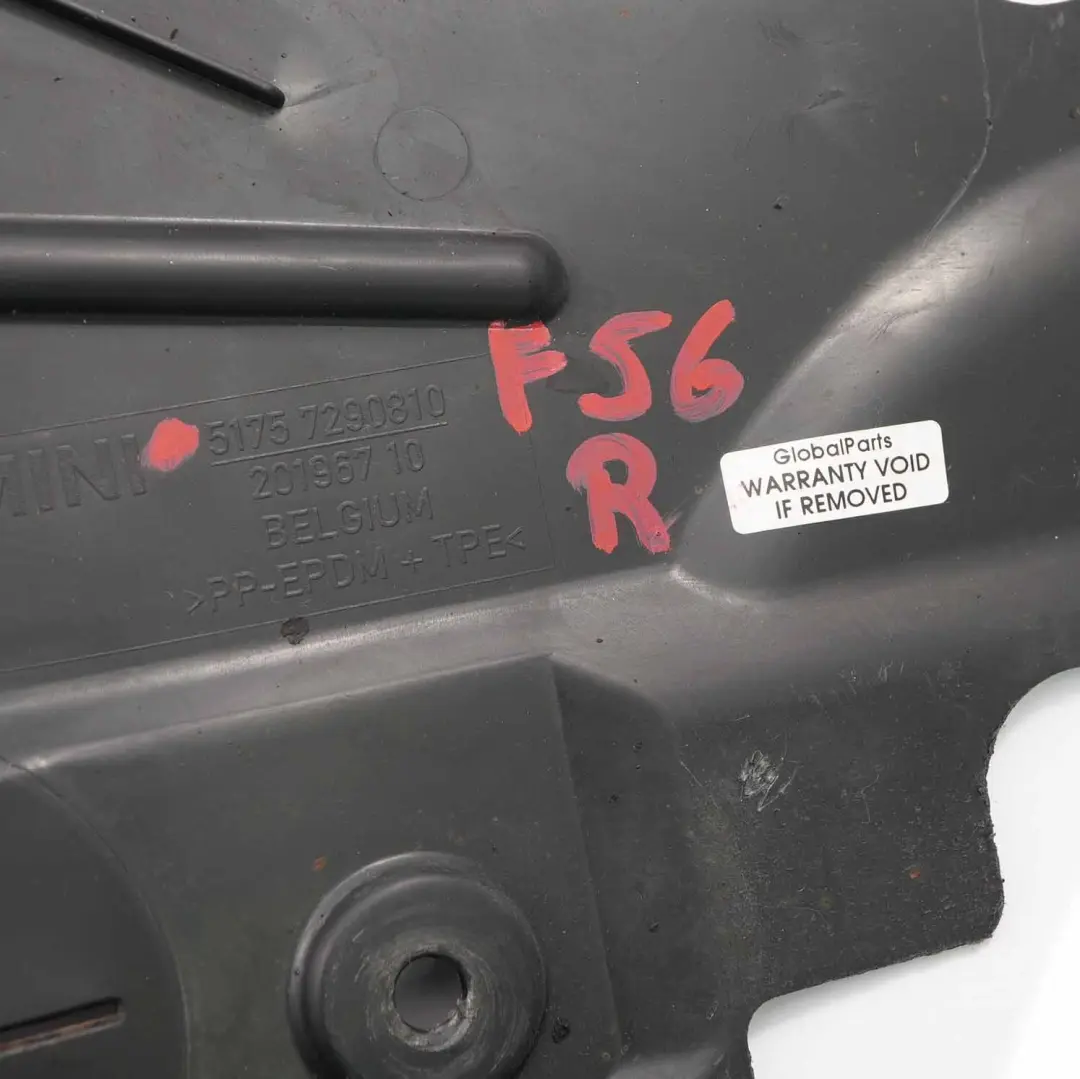 F56
R
MINI 5175 7290810
201967 10
BELGIUM
>PP-EPDM + TPE<
GlobalParts
WARRANTY VOID
IF REMOVED